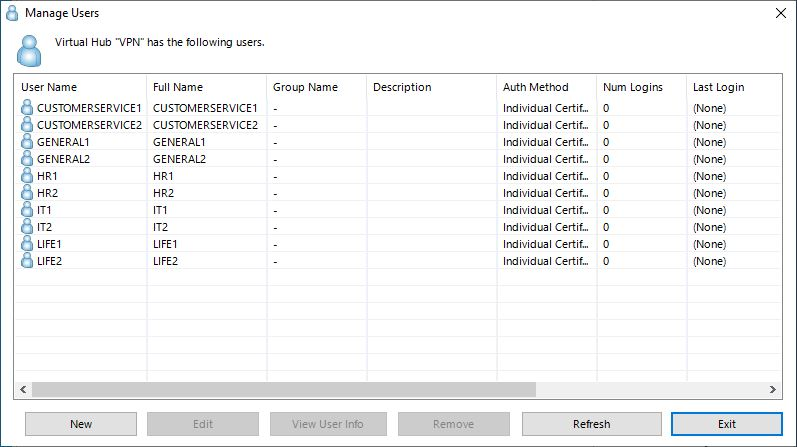 Manage Users
Virtual Hub "VPN" has the following users.
User Name Full Name Group Name Description Auth Method Num Logins Last Login
CUSTOMERSERVICE1 CUSTOMERSERVICE1 - Individual Certif... 0 (None)
CUSTOMERSERVICE2 CUSTOMERSERVICE2 - Individual Certif... 0 (None)
GENERAL1 GENERAL1 - Individual Certif... 0 (None)
GENERAL2 GENERAL2 - Individual Certif... 0 (None)
HR1 HR1 - Individual Certif... 0 (None)
HR2 HR2 - Individual Certif... 0 (None)
IT1 IT1 - Individual Certif... 0 (None)
IT2 IT2 - Individual Certif... 0 (None)
LIFE1 LIFE1 - Individual Certif... 0 (None)
LIFE2 LIFE2 - Individual Certif... 0 (None)
New Edit View User Info Remove Refresh Exit